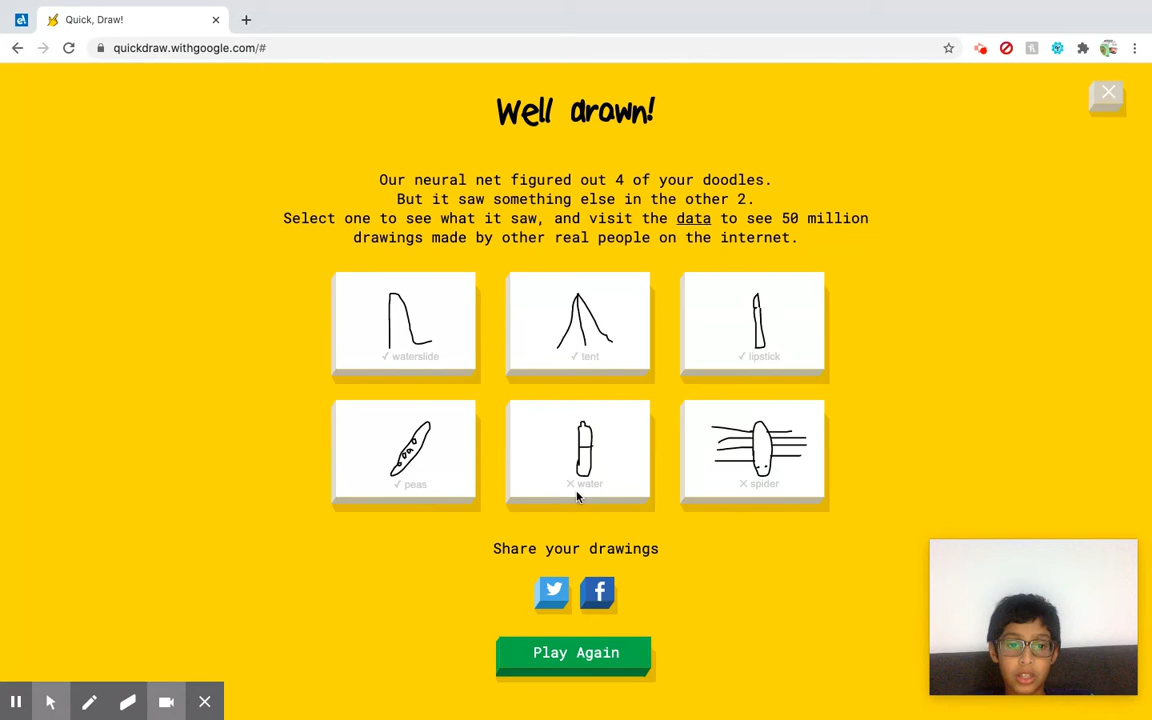 Quick, Draw!
quickdraw.withgoogle.com/#
Well drawn!
Our neural net figured out 4 of your doodles.
But it saw something else in the other 2.
Select one to see what it saw, and visit the data to see 50 million
drawings made by other real people on the internet.
✓ waterslide
✓ tent
✓ lipstick
✓ peas
✕ water
✕ spider
Share your drawings
Play Again